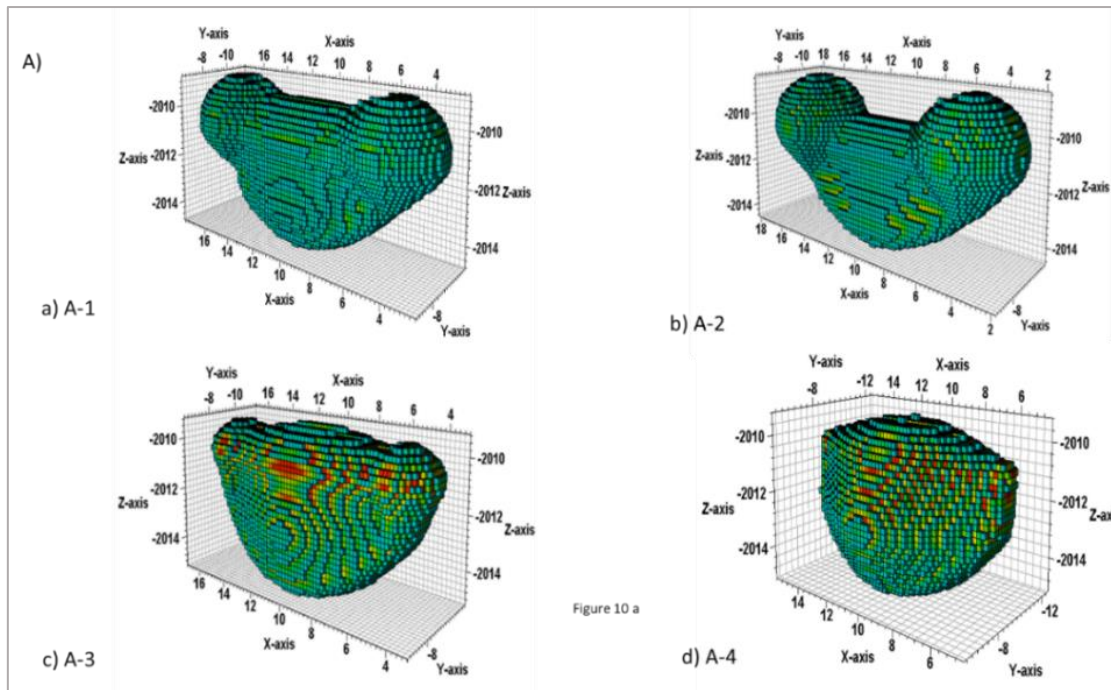 A)
Y-axis
-8 -10 16 14 12 10 8 6 4
X-axis
-2010
-2012
-2014
Z-axis
-2010
-2012
-2014
Z-axis
16 14 12 10 8 6 4
X-axis
-8
Y-axis
a) A-1
Y-axis
-8 -10 18 16 14 12 10 8 6 4 2
X-axis
-2010
-2012
-2014
Z-axis
-2010
-2012
-2014
Z-axis
18 16 14 12 10 8 6 4 2
X-axis
-8
Y-axis
b) A-2
Y-axis
-8 -10 16 14 12 10 8 6 4
X-axis
-2010
-2012
-2014
Z-axis
-2010
-2012
-2014
Z-axis
16 14 12 10 8 6 4
X-axis
-8
Y-axis
c) A-3
Figure 10 a
Y-axis
-8 -12 14 12 10 8 6
X-axis
-2010
-2012
-2014
Z-axis
-2010
-2012
-2014
Z-ax
14 12 10 8 6
X-axis
-8 -12
Y-axis
d) A-4